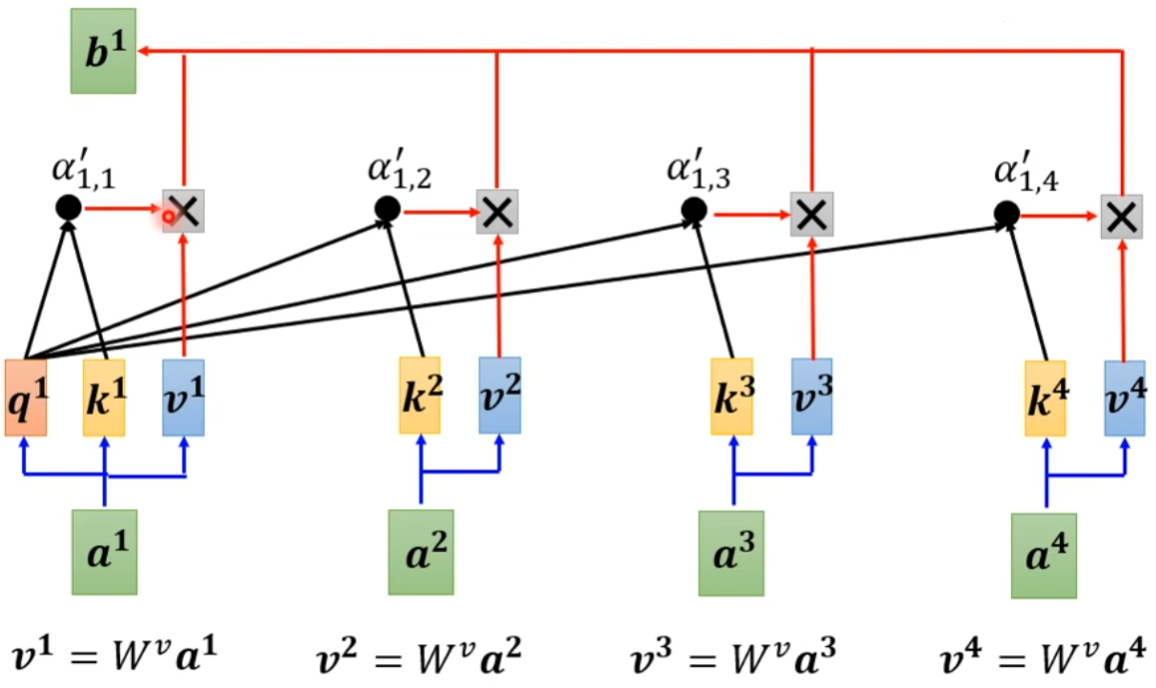 b¹
α′₁,₁ α′₁,₂ α′₁,₃ α′₁,₄
× × × ×
q¹ k¹ v¹ k² v² k³ v³ k⁴ v⁴
a¹ a² a³ a⁴
v¹ = Wᵛa¹ v² = Wᵛa² v³ = Wᵛa³ v⁴ = Wᵛa⁴